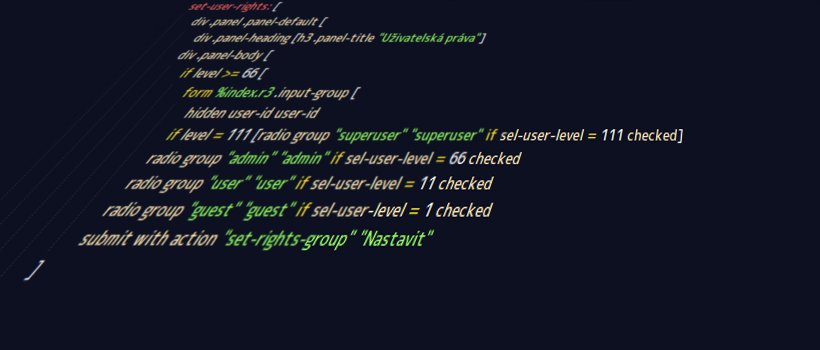 set-user-rights: [
div .panel .panel-default [
div .panel-heading [h3 .panel-title "Uživatelská práva"]
div .panel-body [
if level >= 66 [
form %index.r3 .input-group [
hidden user-id user-id
if level = 111 [radio group "superuser" "superuser" if sel-user-level = 111 checked]
radio group "admin" "admin" if sel-user-level = 66 checked
radio group "user" "user" if sel-user-level = 11 checked
radio group "guest" "guest" if sel-user-level = 1 checked
submit with action "set-rights-group" "Nastavit"
]